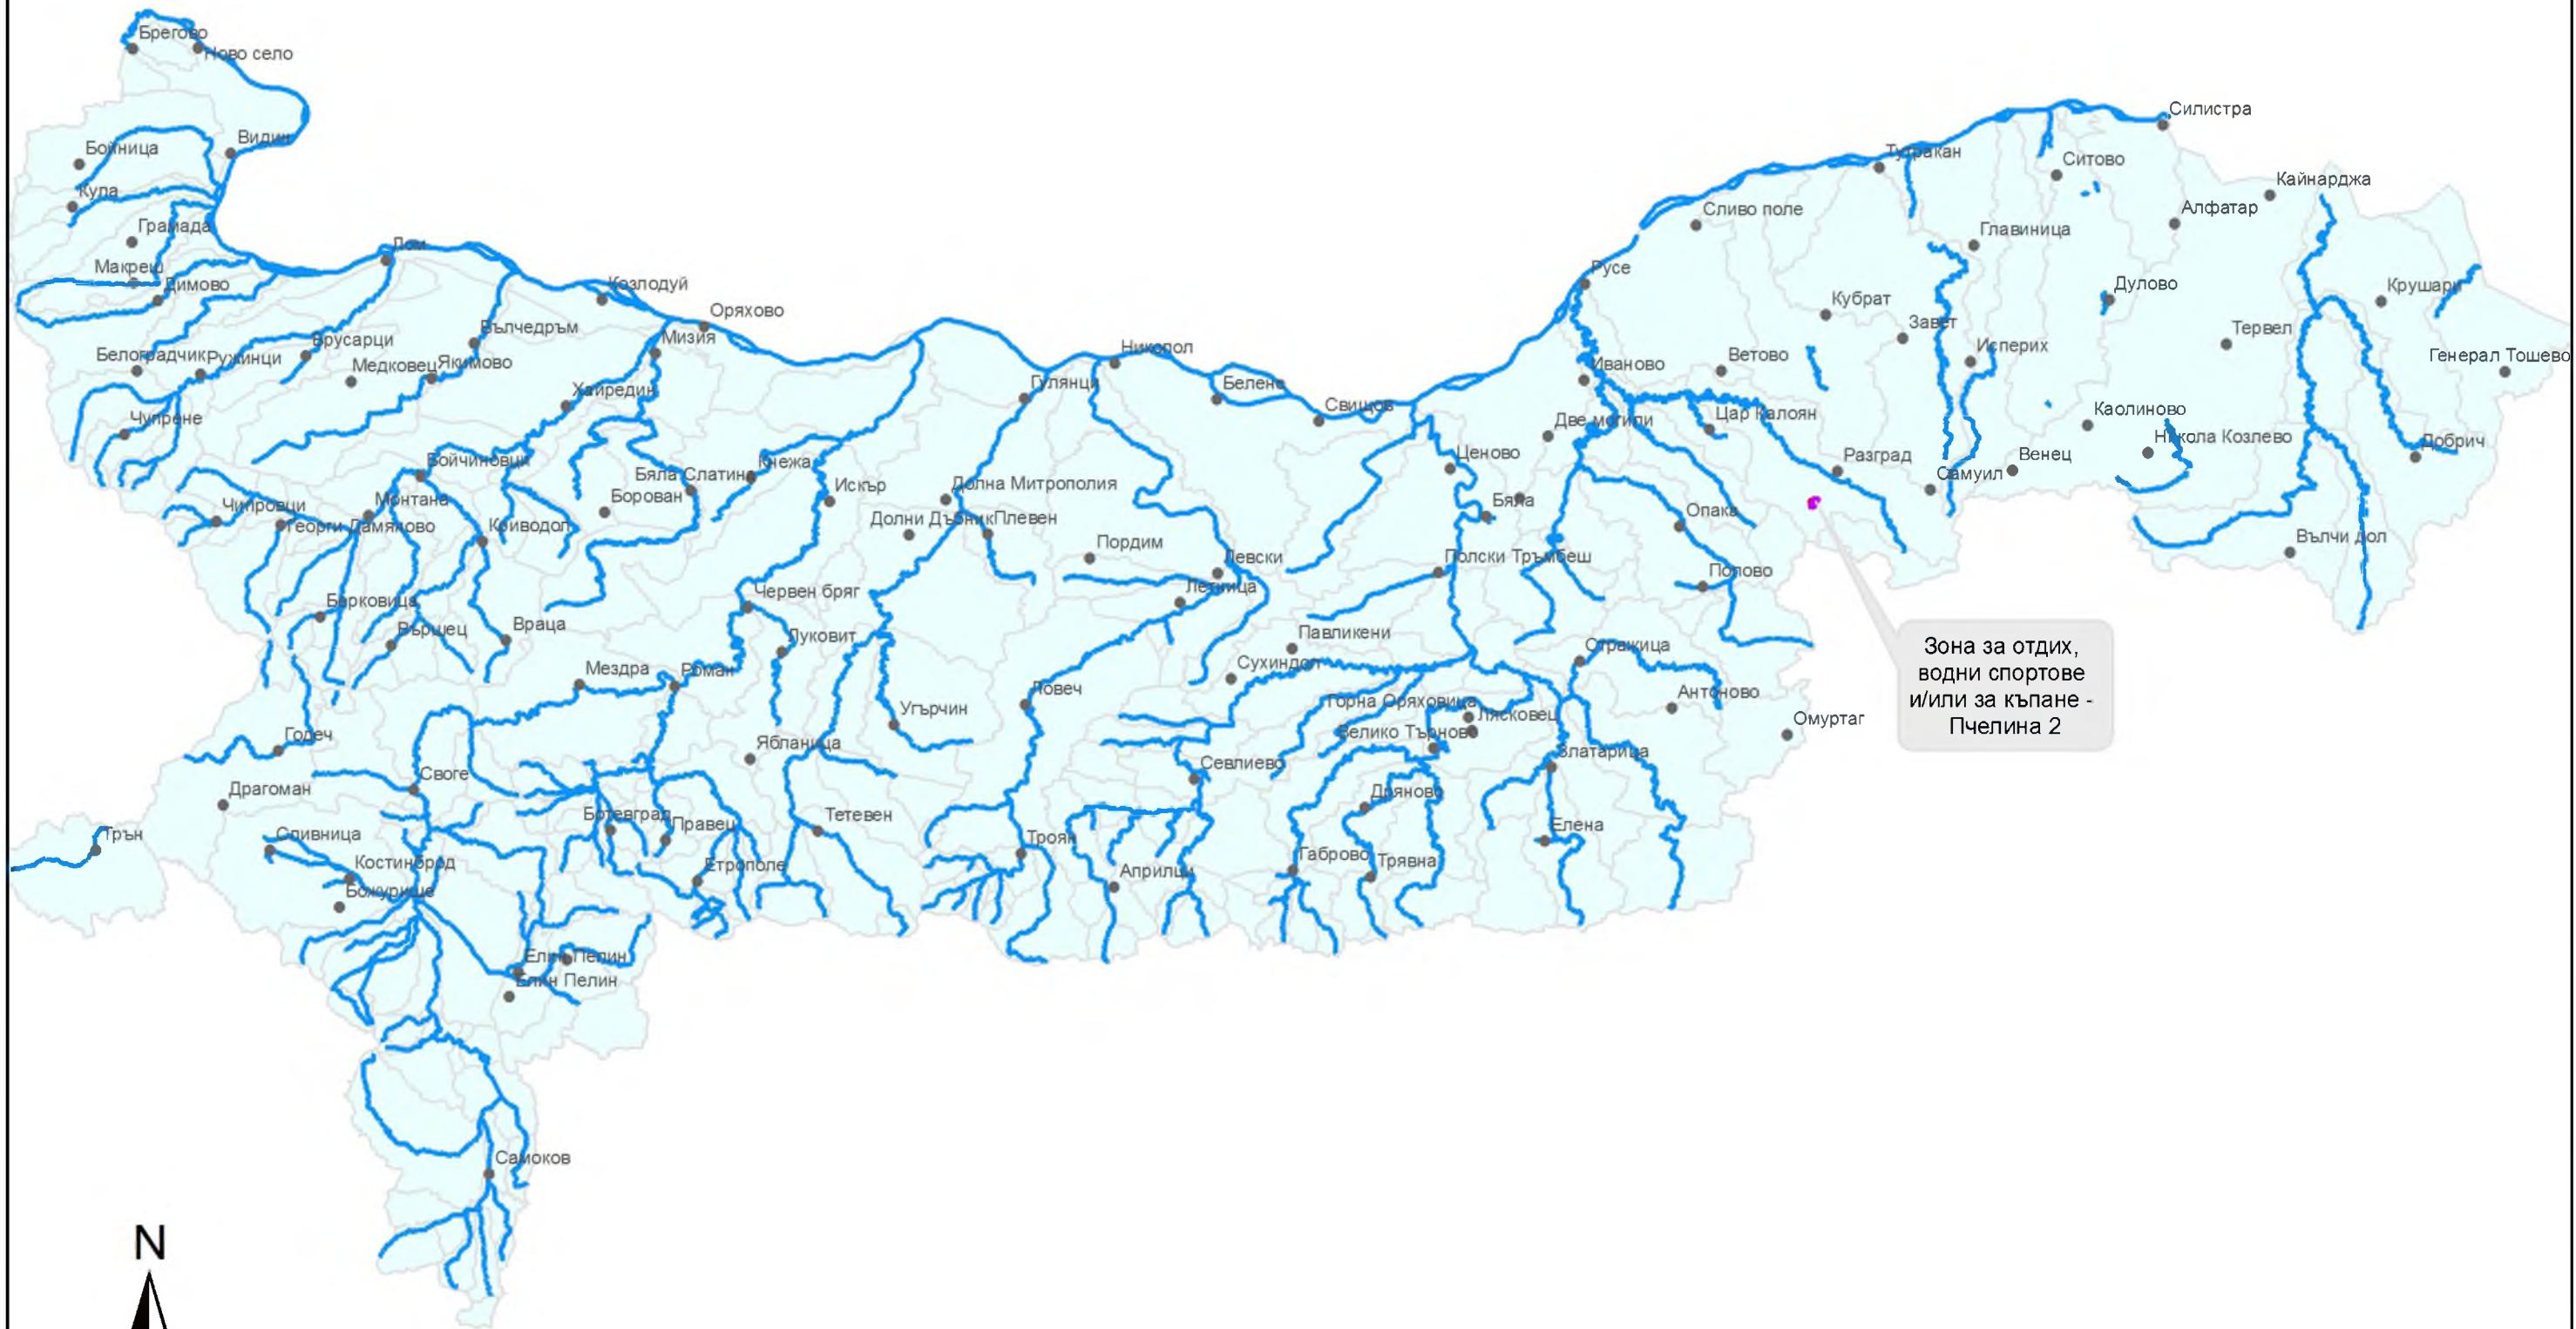 Брегово
Ново село
Видин
Бойница
Кула
Грамада
Макреш
Димово
Лом
Козлодуй
Оряхово
Мизия
Вълчедръм
Брусарци
Белоградчик
Ружинци
Медковец
Якимово
Хайредин
Чупрене
Бойчиновци
Бяла Слатина
Кнежа
Борован
Искър
Чипровци
Монтана
Георги Дамяново
Криводол
Берковица
Вършец
Враца
Мездра
Роман
Червен бряг
Луковит
Угърчин
Ябланица
Годеч
Драгоман
Своге
Сливница
Трън
Костинброд
Божурище
Ботевград
Правец
Етрополе
Тетевен
Елин Пелин
Елин Пелин
Самоков
Никопол
Гулянци
Белене
Свищов
Долна Митрополия
Долни Дъбник
Плевен
Пордим
Левски
Летница
Ловеч
Троян
Априлци
Севлиево
Павликени
Сухиндол
Горна Оряховица
Лясковец
Велико Търново
Дряново
Габрово
Трявна
Златарица
Елена
Полски Тръмбеш
Стражица
Антоново
Омуртаг
Ценово
Бяла
Две могили
Опака
Попово
Русе
Иваново
Ветово
Цар Калоян
Сливо поле
Тутракан
Кубрат
Завет
Разград
Самуил
Исперих
Венец
Главиница
Ситово
Силистра
Алфатар
Кайнарджа
Дулово
Крушари
Тервел
Генерал Тошево
Каолиново
Никола Козлево
Добрич
Вълчи дол
Зона за отдих,
водни спортове
и/или за къпане -
Пчелина 2
N